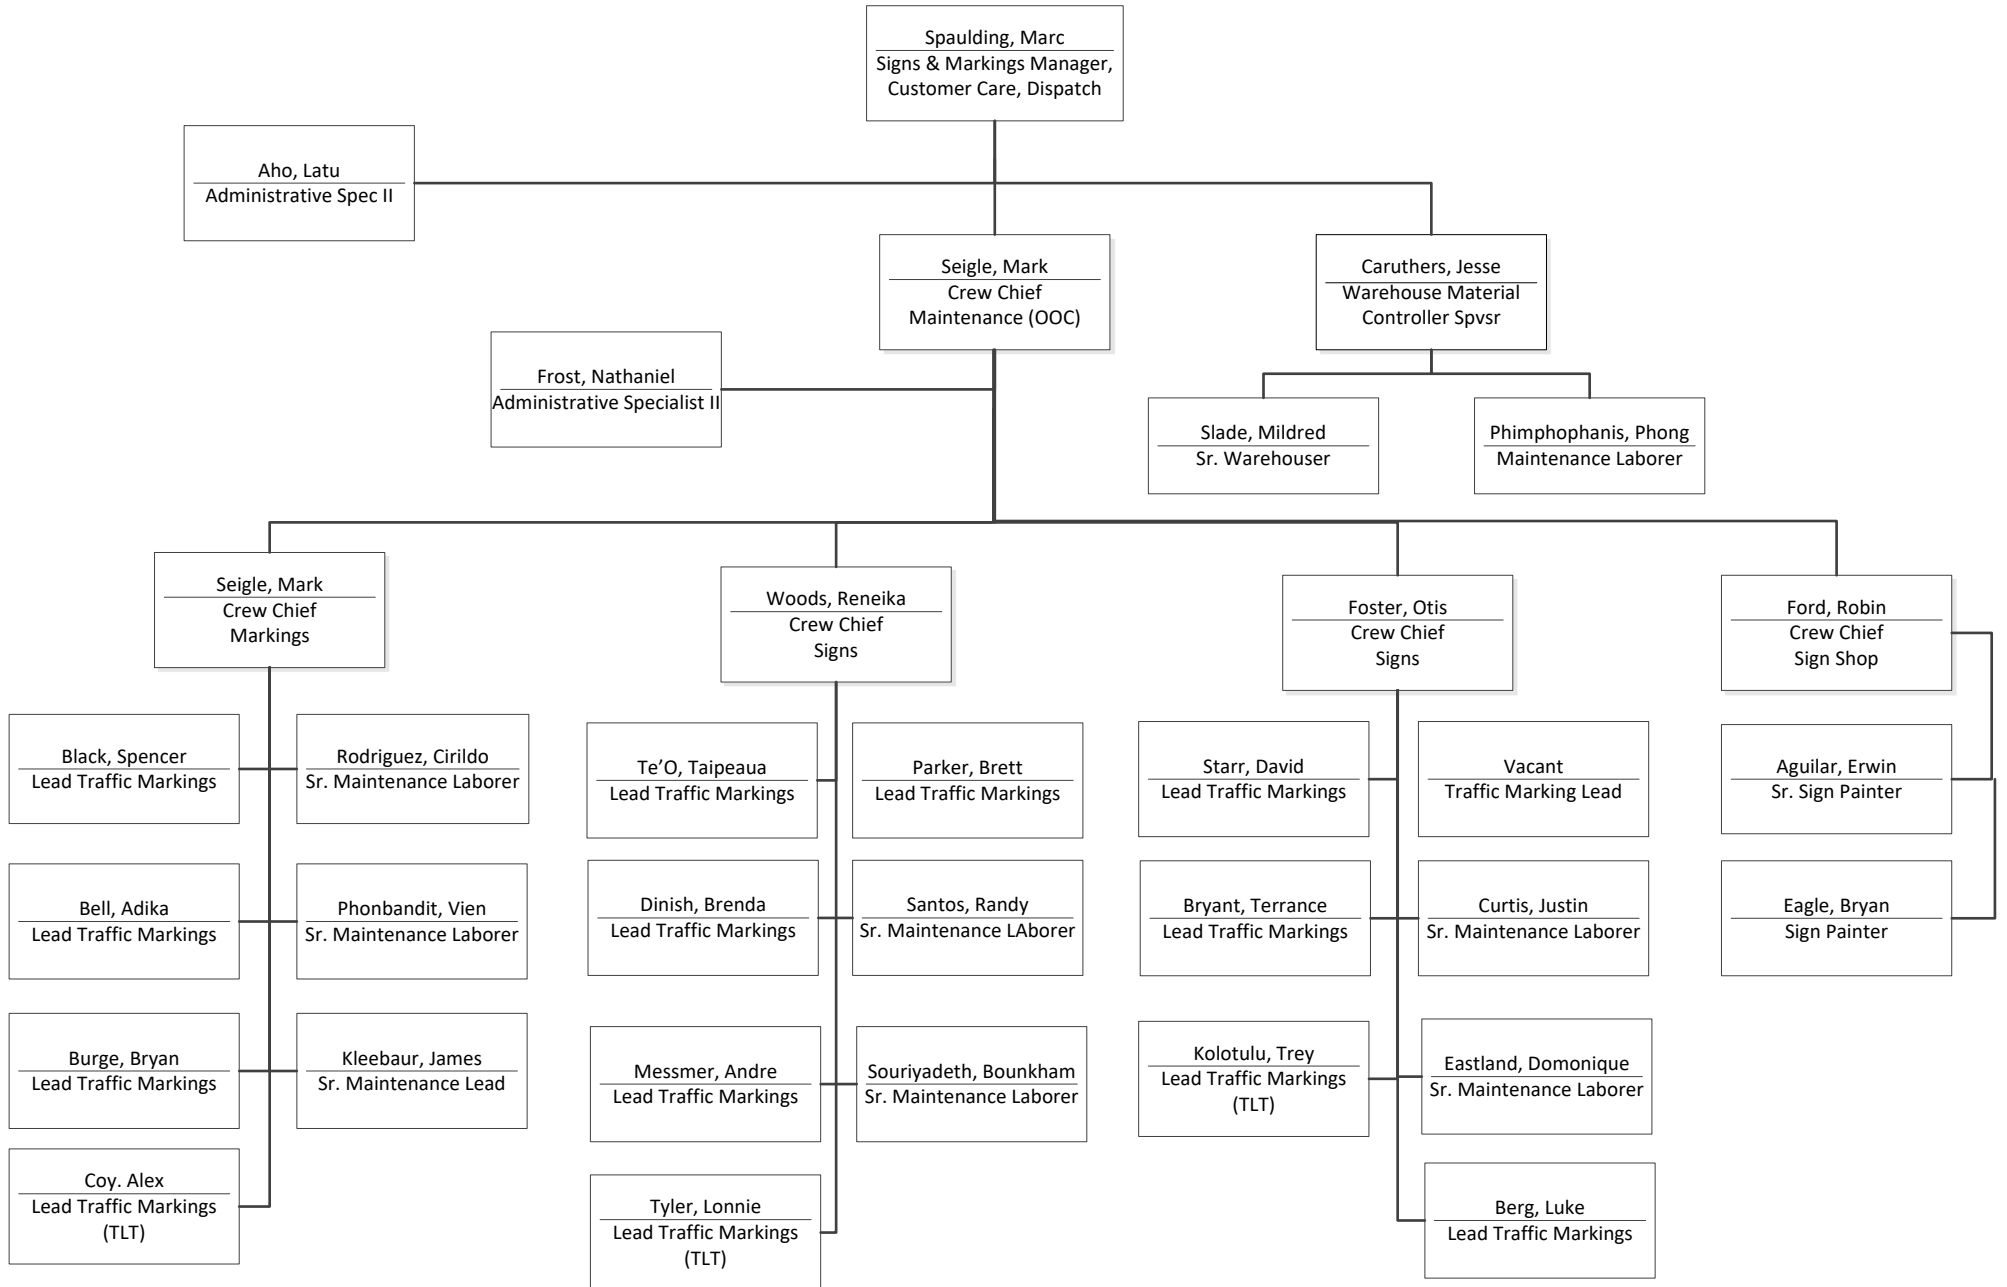 Spaulding, Marc
Signs & Markings Manager,
Customer Care, Dispatch
Aho, Latu
Administrative Spec II
Seigle, Mark
Crew Chief
Maintenance (OOC)
Caruthers, Jesse
Warehouse Material
Controller Spvsr
Frost, Nathaniel
Administrative Specialist II
Slade, Mildred
Sr. Warehouser
Phimphophanis, Phong
Maintenance Laborer
Seigle, Mark
Crew Chief
Markings
Woods, Reneika
Crew Chief
Signs
Foster, Otis
Crew Chief
Signs
Ford, Robin
Crew Chief
Sign Shop
Black, Spencer
Lead Traffic Markings
Rodriguez, Cirildo
Sr. Maintenance Laborer
Te’O, Taipeaua
Lead Traffic Markings
Parker, Brett
Lead Traffic Markings
Starr, David
Lead Traffic Markings
Vacant
Traffic Marking Lead
Aguilar, Erwin
Sr. Sign Painter
Bell, Adika
Lead Traffic Markings
Phonbandit, Vien
Sr. Maintenance Laborer
Dinish, Brenda
Lead Traffic Markings
Santos, Randy
Sr. Maintenance LAborer
Bryant, Terrance
Lead Traffic Markings
Curtis, Justin
Sr. Maintenance Laborer
Eagle, Bryan
Sign Painter
Burge, Bryan
Lead Traffic Markings
Kleebaur, James
Sr. Maintenance Lead
Messmer, Andre
Lead Traffic Markings
Souriyadeth, Bounkham
Sr. Maintenance Laborer
Kolotulu, Trey
Lead Traffic Markings
(TLT)
Eastland, Domonique
Sr. Maintenance Laborer
Coy. Alex
Lead Traffic Markings
(TLT)
Tyler, Lonnie
Lead Traffic Markings
(TLT)
Berg, Luke
Lead Traffic Markings